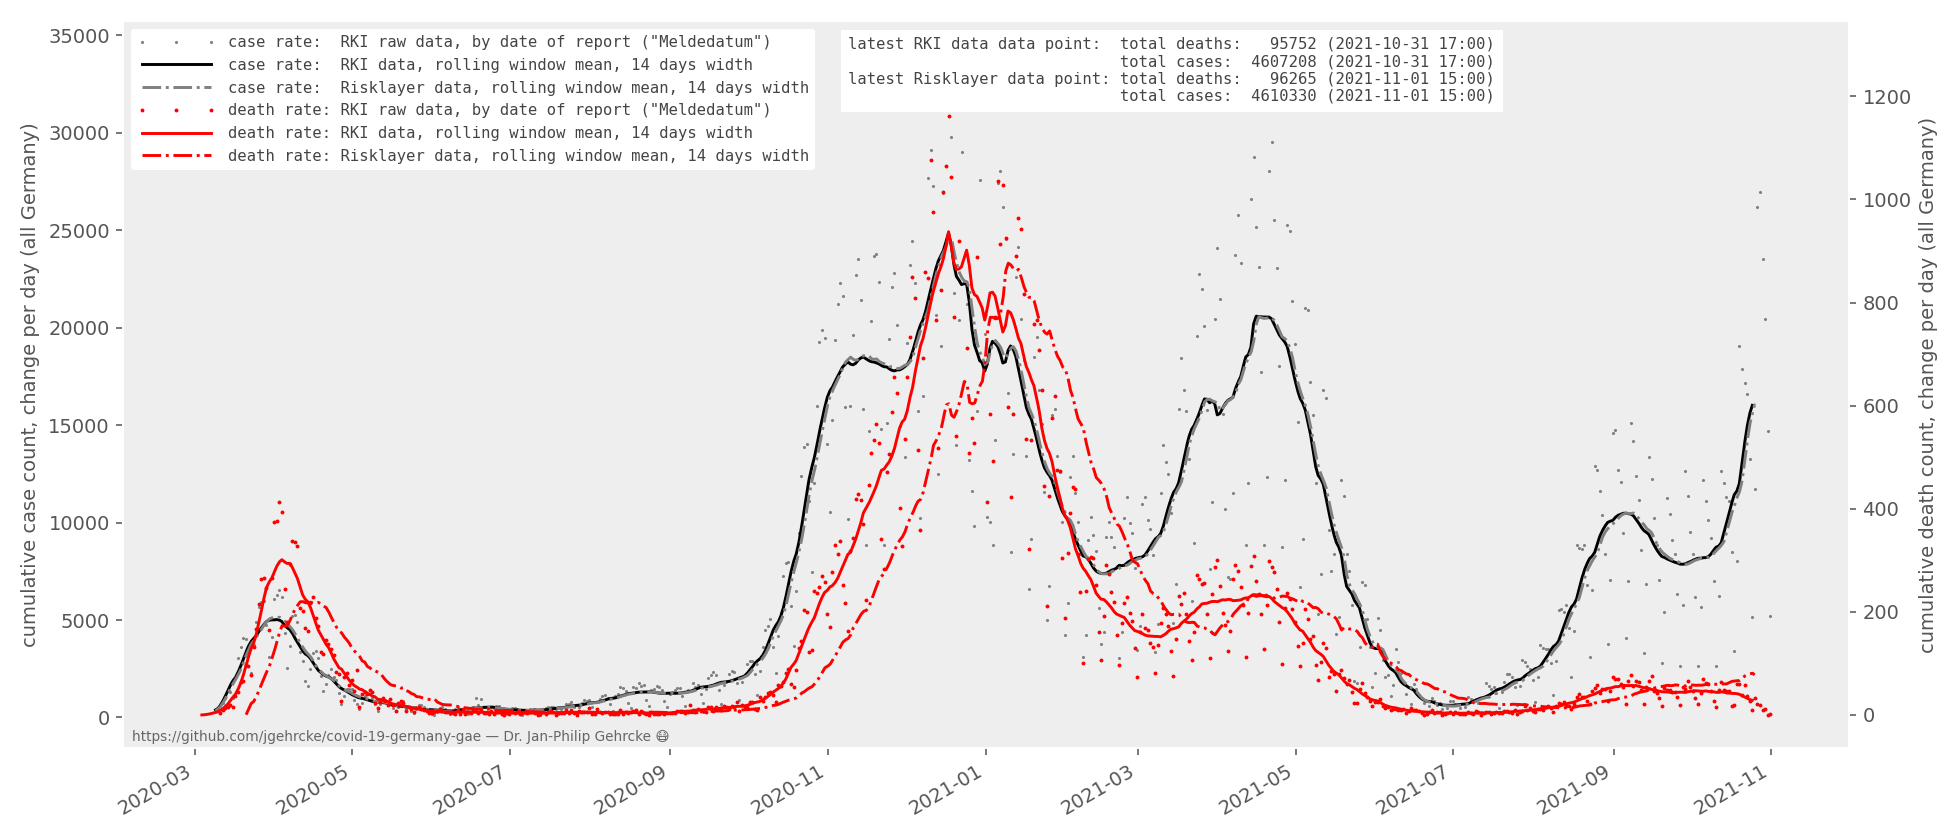 case rate:  RKI raw data, by date of report ("Meldedatum")
case rate:  RKI data, rolling window mean, 14 days width
case rate:  Risklayer data, rolling window mean, 14 days width
death rate: RKI raw data, by date of report ("Meldedatum")
death rate: RKI data, rolling window mean, 14 days width
death rate: Risklayer data, rolling window mean, 14 days width
latest RKI data data point:  total deaths:   95752 (2021-10-31 17:00)
total cases:  4607208 (2021-10-31 17:00)
latest Risklayer data point: total deaths:   96265 (2021-11-01 15:00)
total cases:  4610330 (2021-11-01 15:00)
cumulative case count, change per day (all Germany)
35000
30000
25000
20000
15000
10000
5000
0
cumulative death count, change per day (all Germany)
1200
1000
800
600
400
200
0
https://github.com/jgehrcke/covid-19-germany-gae — Dr. Jan-Philip Gehrcke 😷
2020-03
2020-05
2020-07
2020-09
2020-11
2021-01
2021-03
2021-05
2021-07
2021-09
2021-11